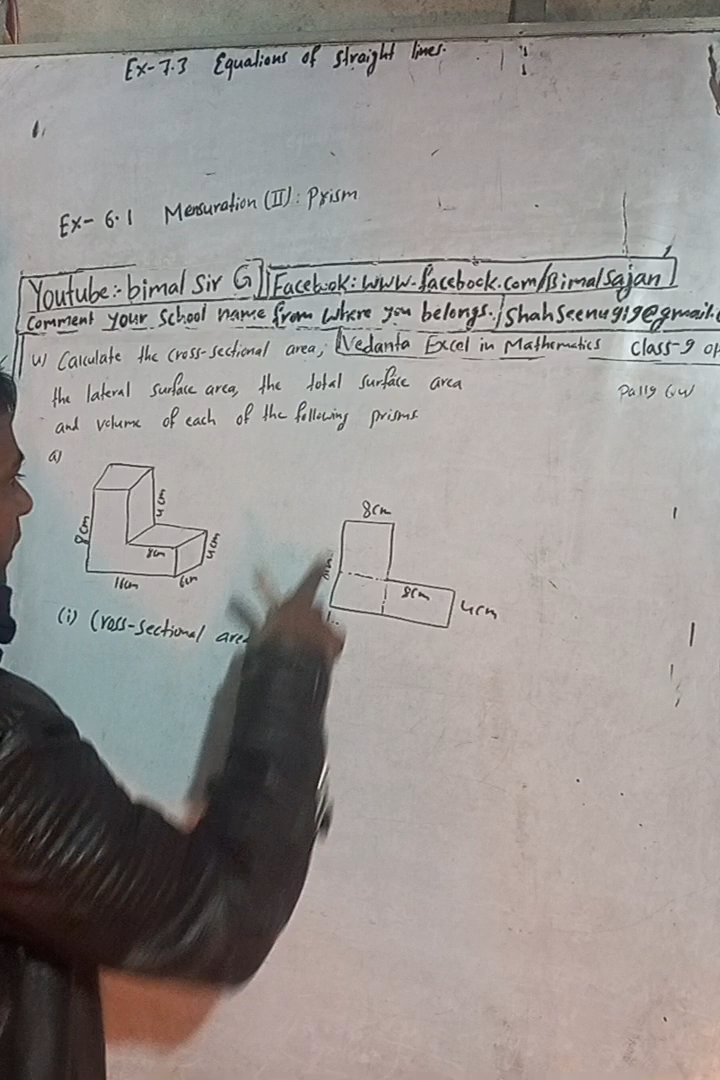 Ex-7.3 Equations of straight lines.
Ex- 6.1 Mensuration (II): Prism
Youtube:- bimal Sir G Facebook: www.facebook.com/Bimalsajan
Comment your School name from where you belongs. shahseenu919@gmail.c
Calculate the cross-sectional area, Vedanta Excel in Mathematics class-9 op
the lateral surface area, the total surface area
and volume of each of the following prisms
a)
4cm
8cm
8cm
4cm
16cm
6cm
8cm
8cm
4cm
(i) Cross-sectional area